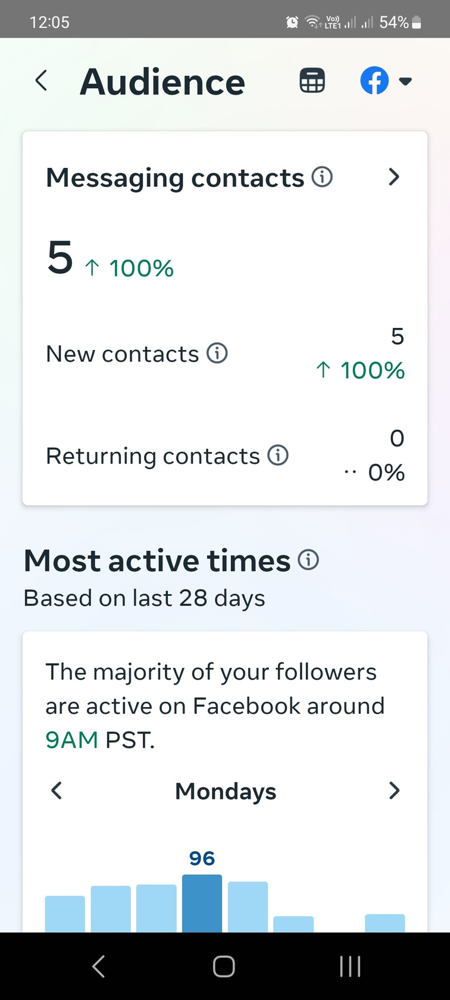 12:05
Vo)) LTE1 54%
Audience
Messaging contacts
5 ↑ 100%
New contacts
5
↑ 100%
Returning contacts
0
·· 0%
Most active times
Based on last 28 days
The majority of your followers
are active on Facebook around
9AM PST.
Mondays
96